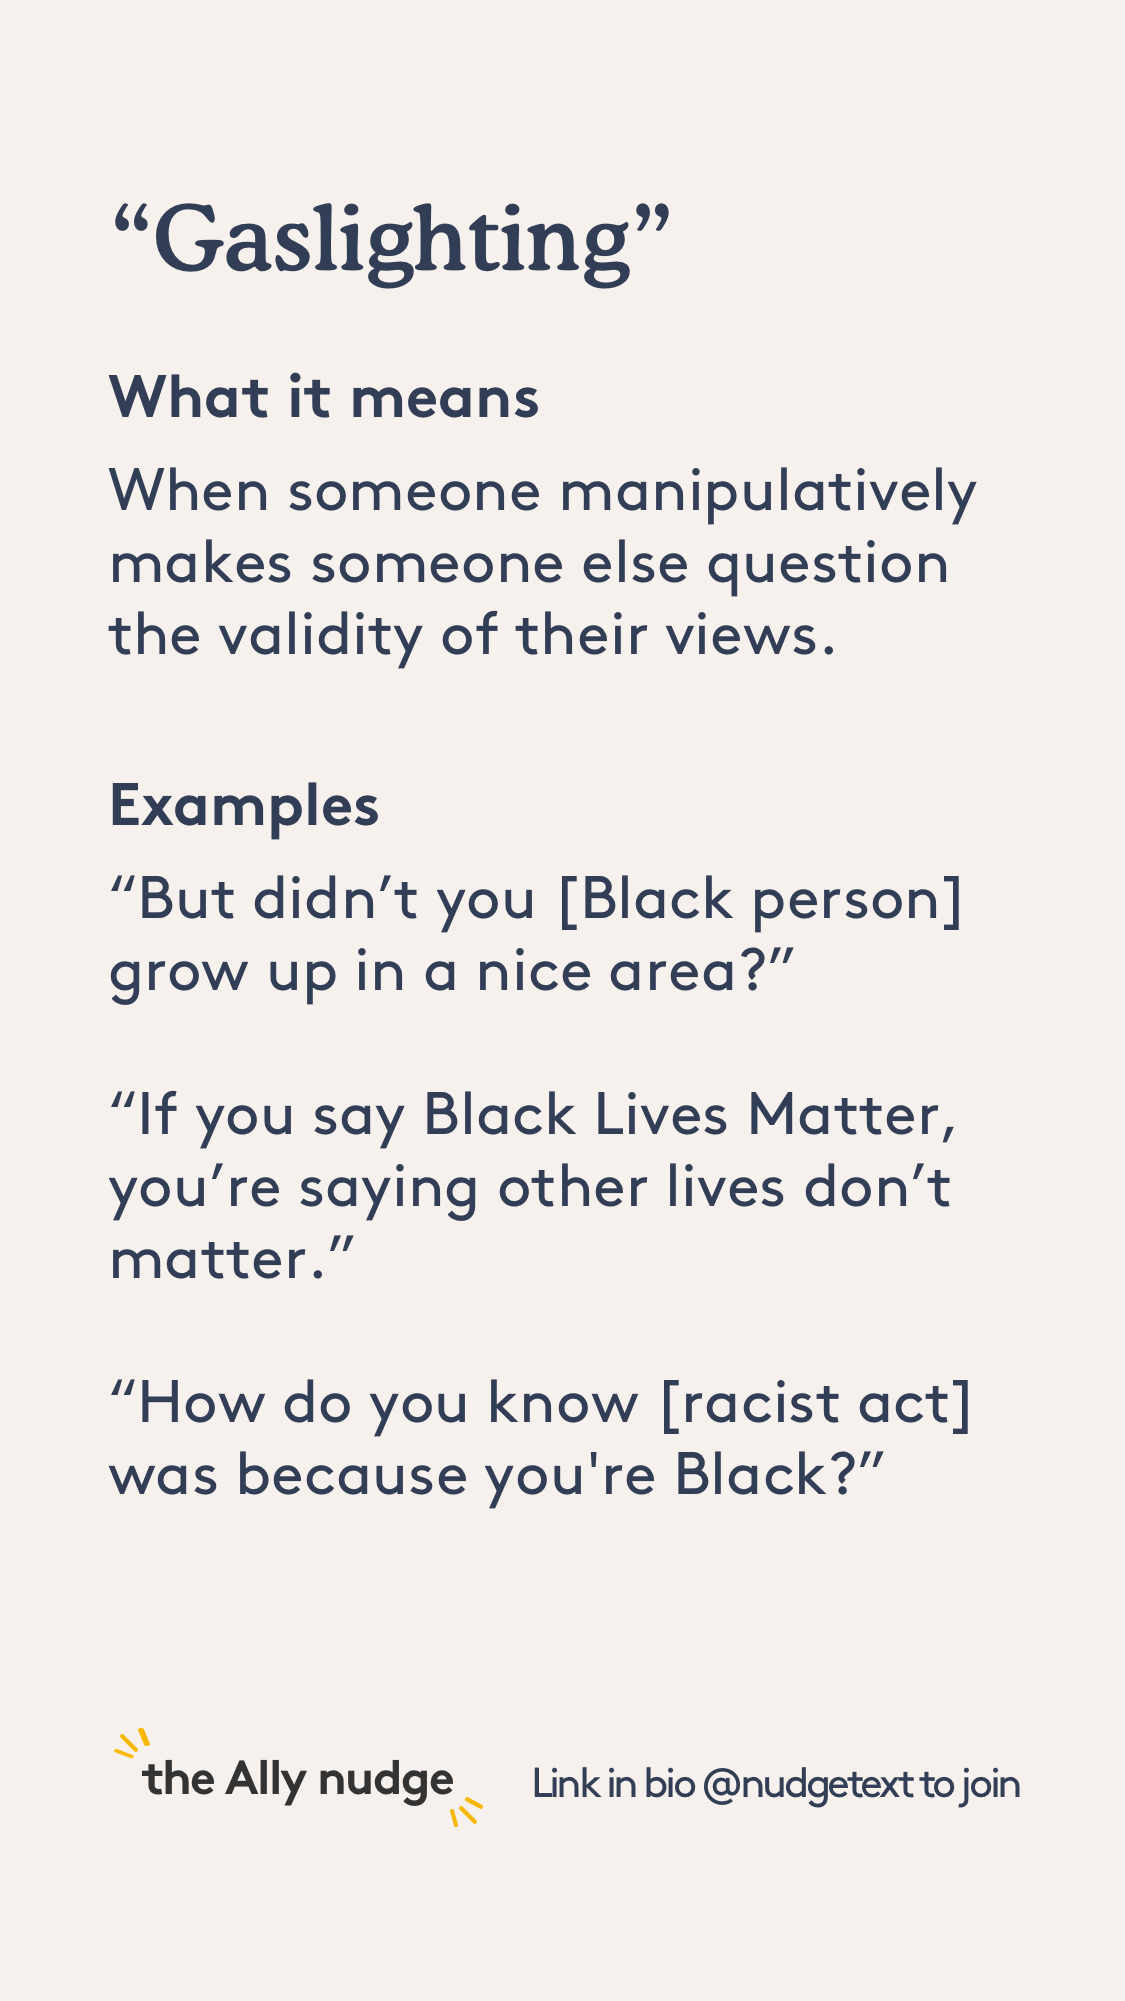 “Gaslighting”
What it means
When someone manipulatively
makes someone else question
the validity of their views.
Examples
“But didn’t you [Black person]
grow up in a nice area?”
“If you say Black Lives Matter,
you’re saying other lives don’t
matter.”
“How do you know [racist act]
was because you're Black?”
the Ally nudge
Link in bio @nudgetext to join